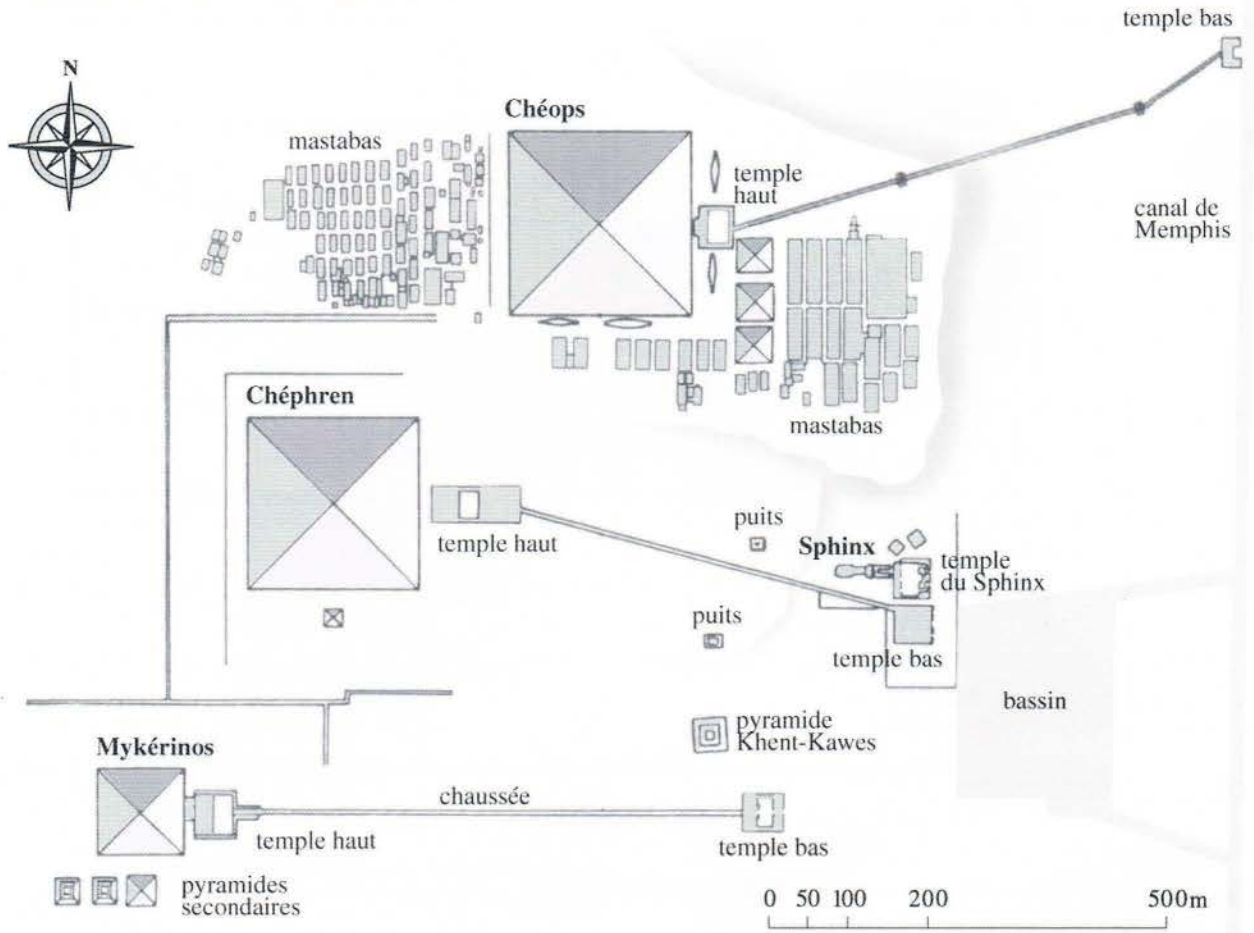 temple bas
N
Chéops
mastabas
temple
haut
canal de
Memphis
Chéphren
mastabas
temple haut
puits
Sphinx
temple
du Sphinx
puits
temple bas
bassin
pyramide
Khent-Kawes
Mykérinos
chaussée
temple haut
temple bas
pyramides
secondaires
0 50 100 200 500m